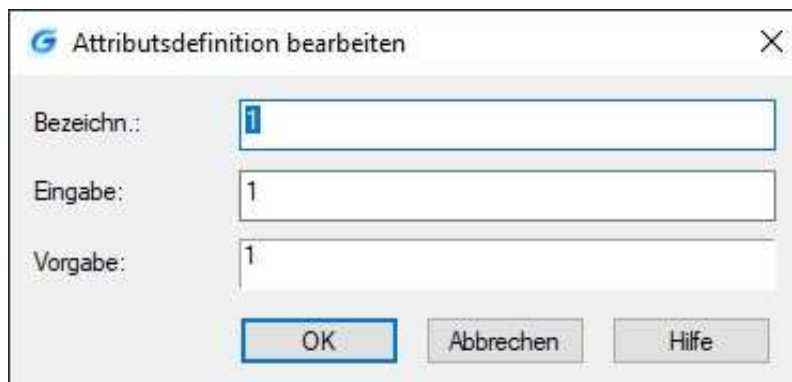 Attributsdefinition bearbeiten
Bezeichn.: 1
Eingabe: 1
Vorgabe: 1
OK Abbrechen Hilfe